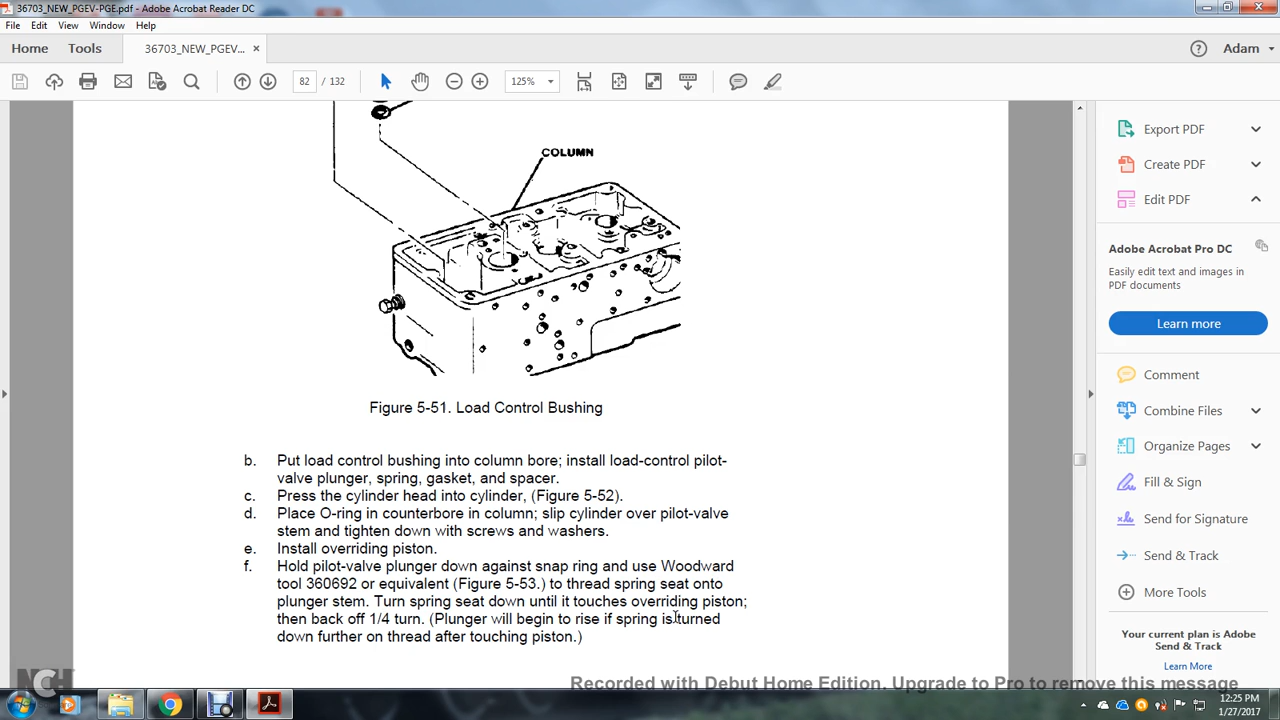 36703_NEW_PGEV-PGE.pdf - Adobe Acrobat Reader DC
File Edit View Window Help
Home Tools 36703_NEW_PGEV... × Adam
82 / 132 125%
COLUMN
Figure 5-51. Load Control Bushing
b. Put load control bushing into column bore; install load-control pilot-
valve plunger, spring, gasket, and spacer.
c. Press the cylinder head into cylinder, (Figure 5-52).
d. Place O-ring in counterbore in column; slip cylinder over pilot-valve
stem and tighten down with screws and washers.
e. Install overriding piston.
f. Hold pilot-valve plunger down against snap ring and use Woodward
tool 360692 or equivalent (Figure 5-53.) to thread spring seat onto
plunger stem. Turn spring seat down until it touches overriding piston;
then back off 1/4 turn. (Plunger will begin to rise if spring is turned
down further on thread after touching piston.)
Export PDF
Create PDF
Edit PDF
Adobe Acrobat Pro DC
Easily edit text and images in
PDF documents
Learn more
Comment
Combine Files
Organize Pages
Fill & Sign
Send for Signature
Send & Track
More Tools
Your current plan is Adobe
Send & Track
Learn More
NCH
Recorded with Debut Home Edition. Upgrade to Pro to remove this message
12:25 PM
1/27/2017